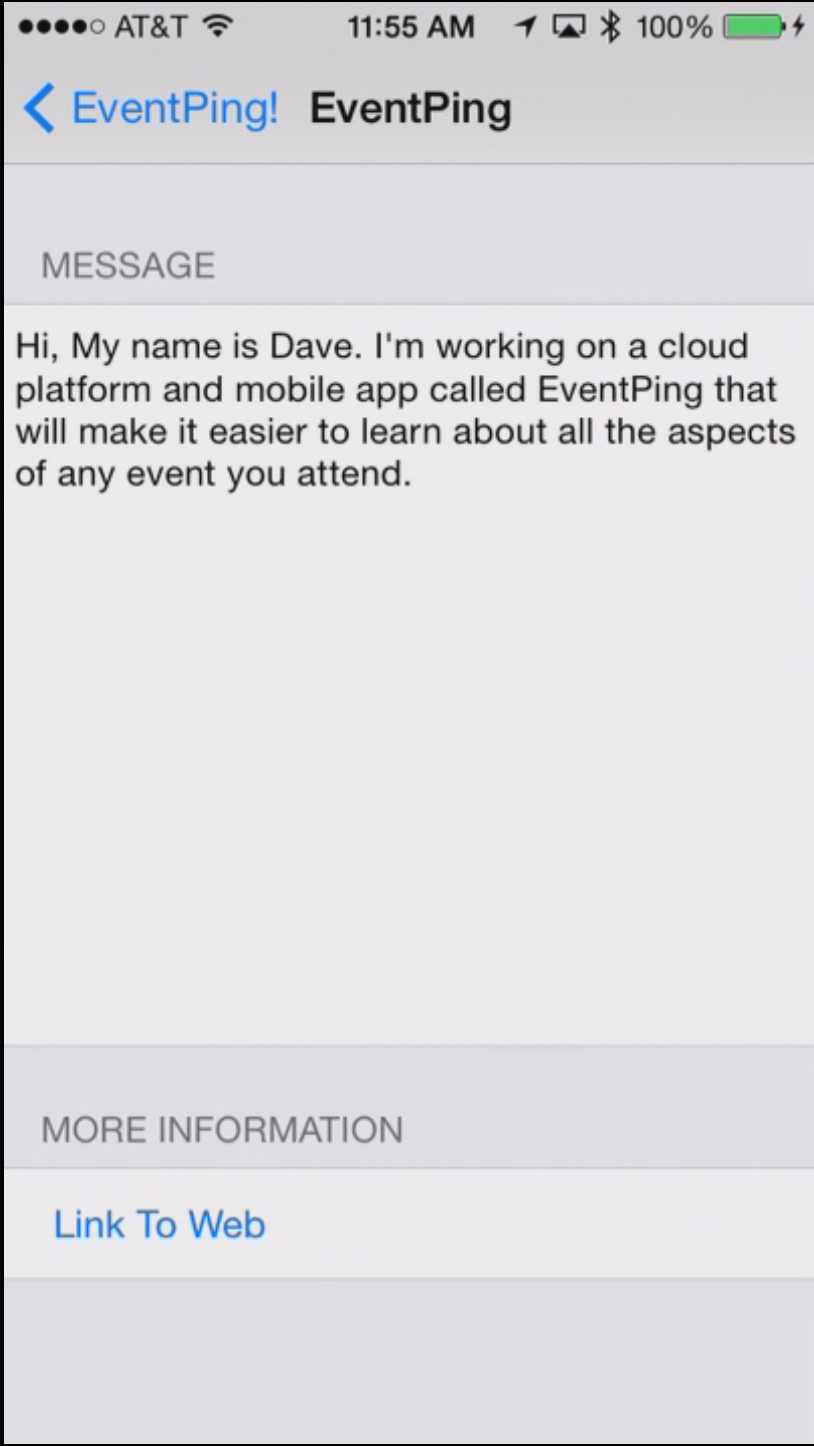 AT&T 11:55 AM 100%
EventPing! EventPing
MESSAGE
Hi, My name is Dave. I'm working on a cloud
platform and mobile app called EventPing that
will make it easier to learn about all the aspects
of any event you attend.
MORE INFORMATION
Link To Web